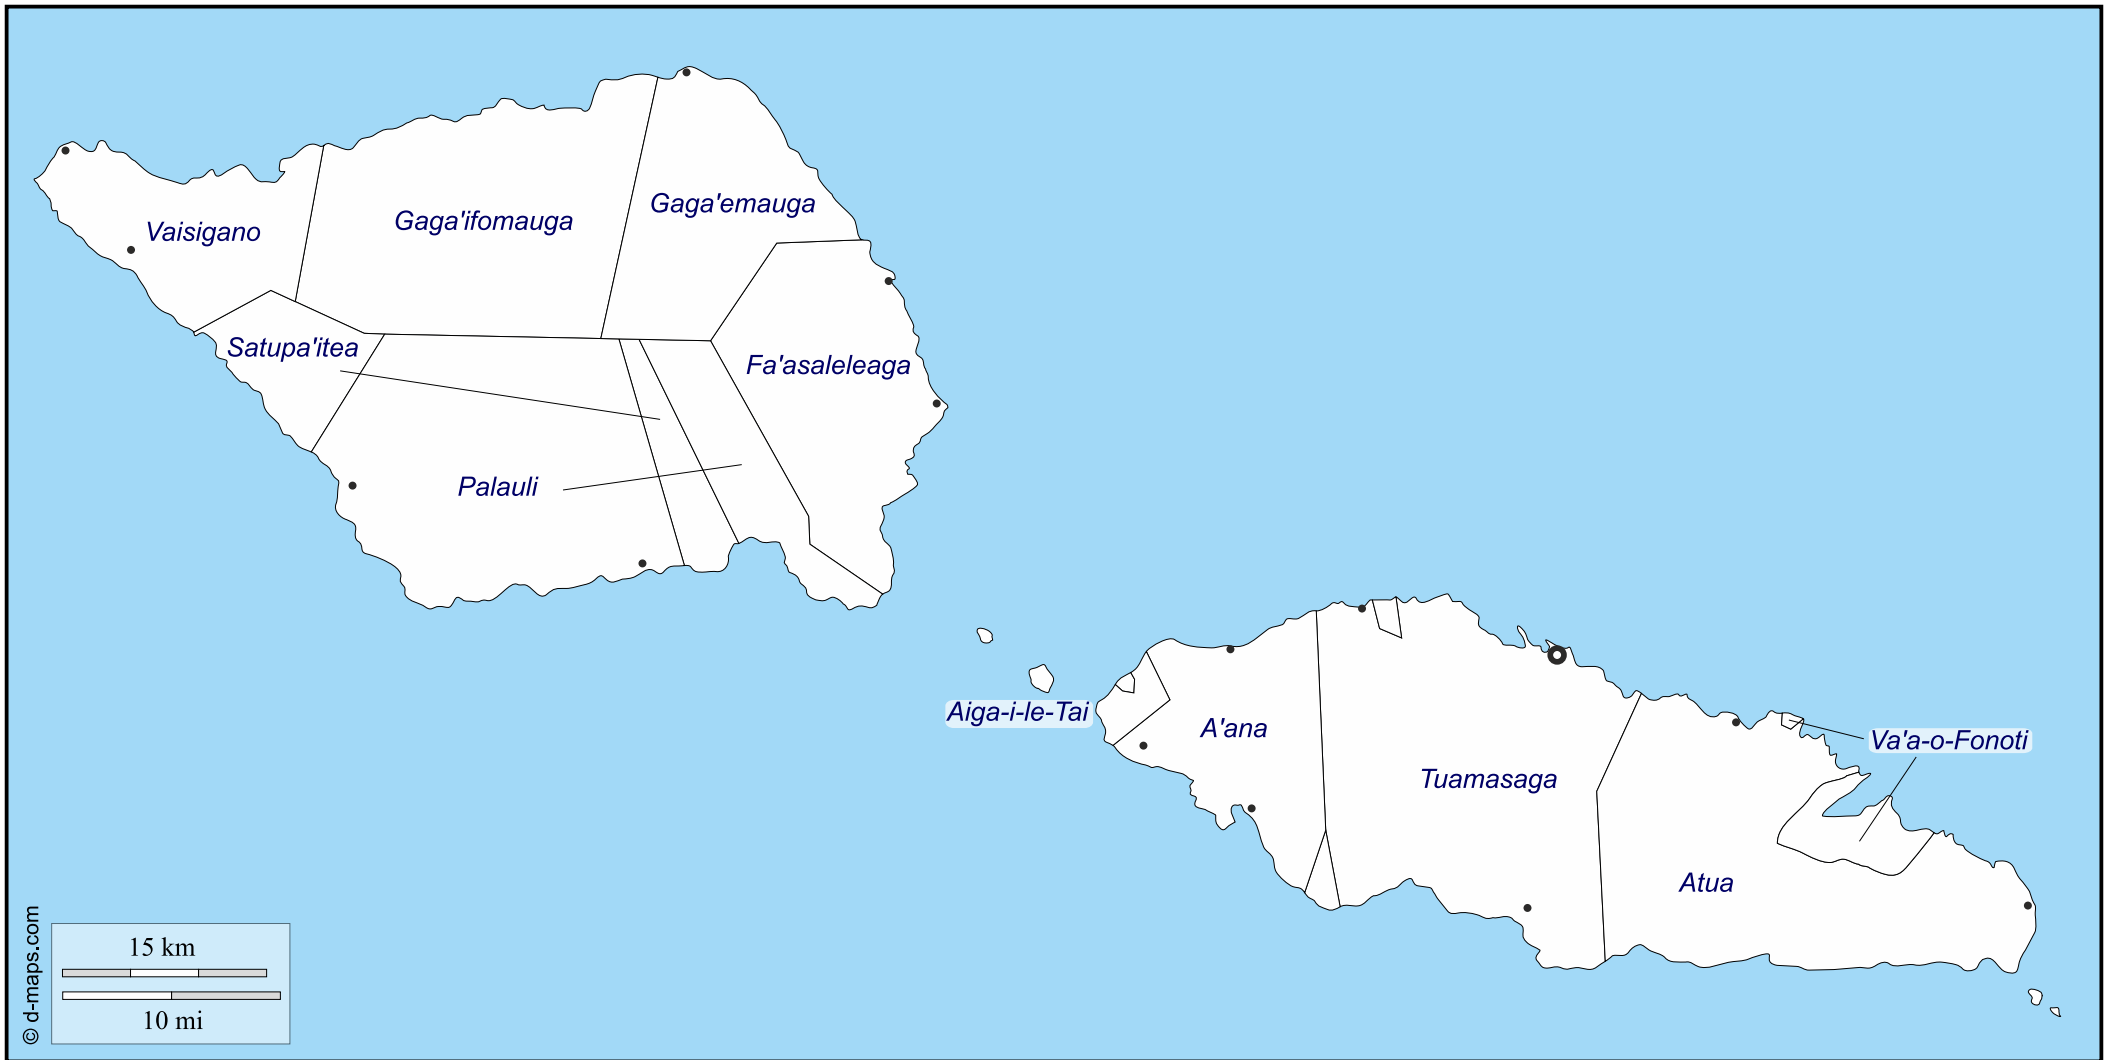 Vaisigano
Gaga'ifomauga
Gaga'emauga
Satupa'itea
Fa'asaleleaga
Palauli
Aiga-i-le-Tai
A'ana
Tuamasaga
Va'a-o-Fonoti
Atua
15 km
10 mi
© d-maps.com